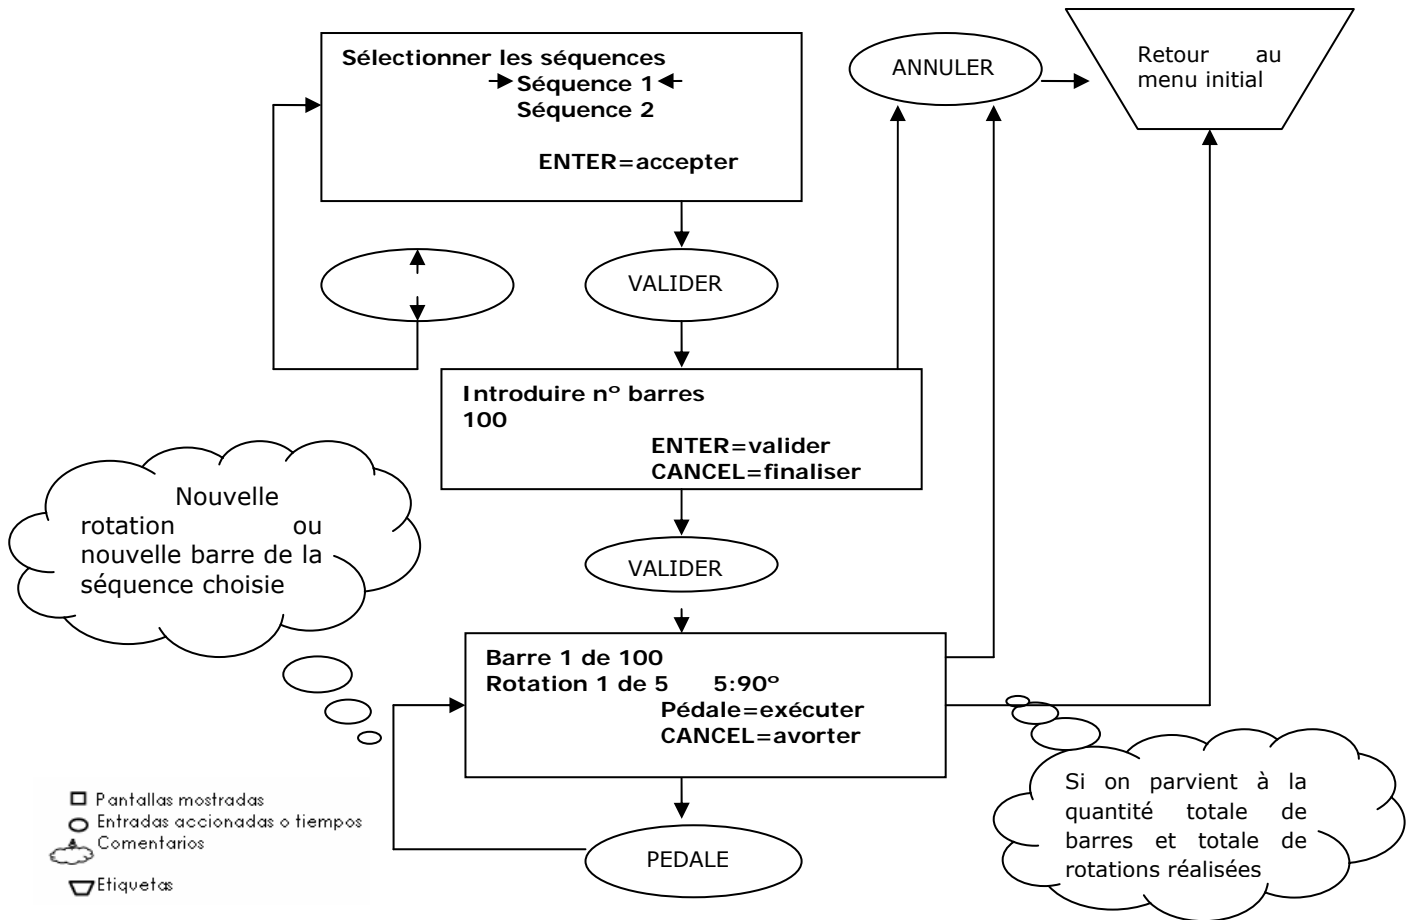 Sélectionner les séquences
Séquence 1
Séquence 2
ENTER=accepter
ANNULER
Retour au
menu initial
VALIDER
Introduire nº barres
100
ENTER=valider
CANCEL=finaliser
Nouvelle
rotation ou
nouvelle barre de la
séquence choisie
VALIDER
Barre 1 de 100
Rotation 1 de 5 5:90º
Pédale=exécuter
CANCEL=avorter
PEDALE
Si on parvient à la
quantité totale de
barres et totale de
rotations réalisées
Pantallas mostradas
Entradas accionadas o tiempos
Comentarios
Etiquetas